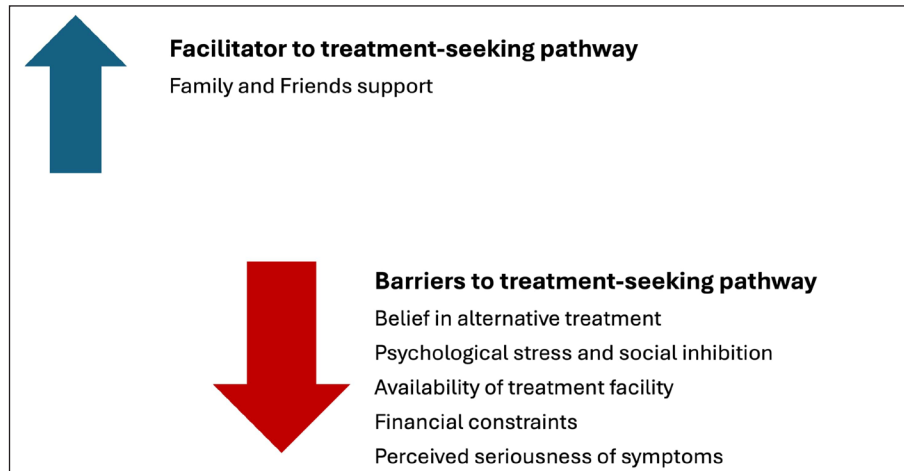 Facilitator to treatment-seeking pathway
Family and Friends support
Barriers to treatment-seeking pathway
Belief in alternative treatment
Psychological stress and social inhibition
Availability of treatment facility
Financial constraints
Perceived seriousness of symptoms